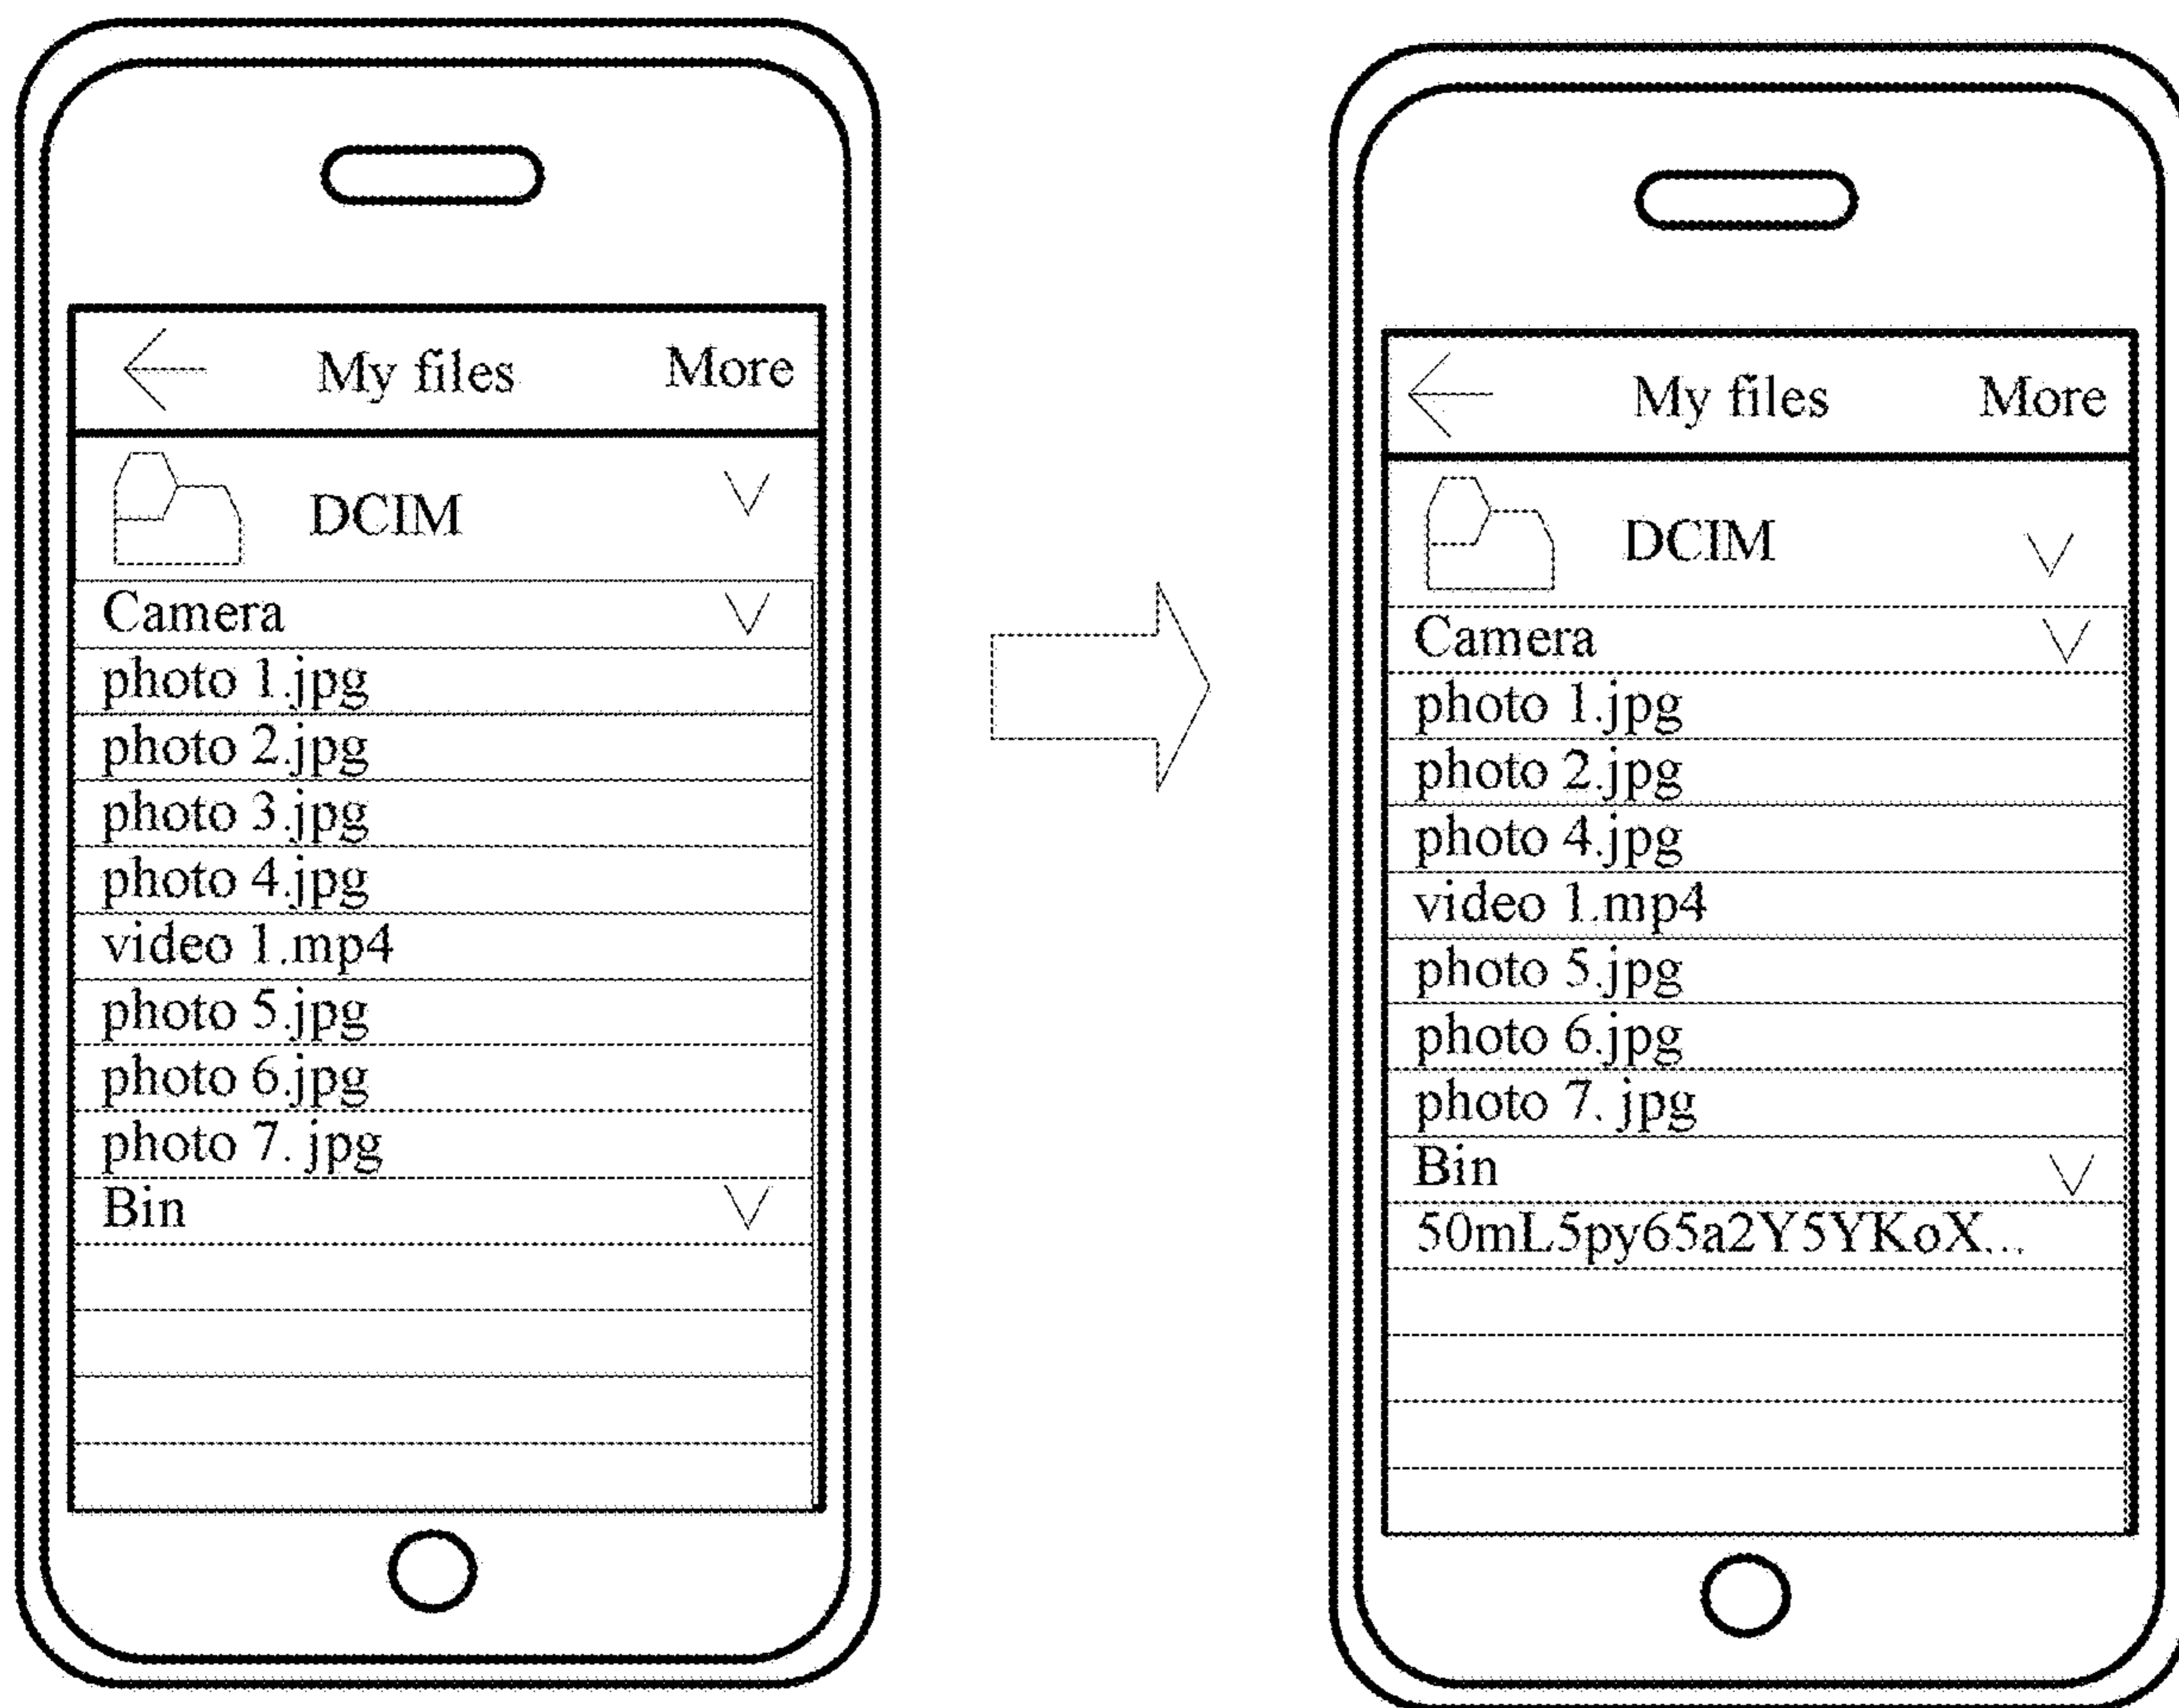 My files More
DCIM
Camera
photo 1.jpg
photo 2.jpg
photo 3.jpg
photo 4.jpg
video 1.mp4
photo 5.jpg
photo 6.jpg
photo 7. jpg
Bin
My files More
DCIM
Camera
photo 1.jpg
photo 2.jpg
photo 4.jpg
video 1.mp4
photo 5.jpg
photo 6.jpg
photo 7. jpg
Bin
50mL5py65a2Y5YKoX...